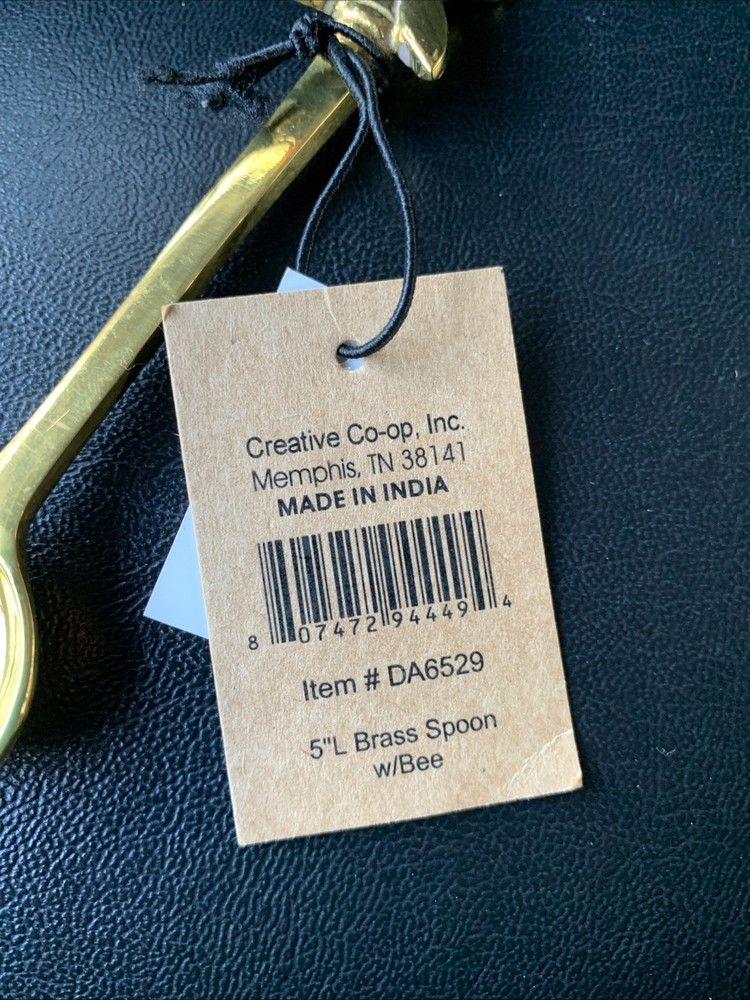 Creative Co-op, Inc.
Memphis, TN 38141
MADE IN INDIA
8 07472 94449 4
Item # DA6529
5"L Brass Spoon
w/Bee